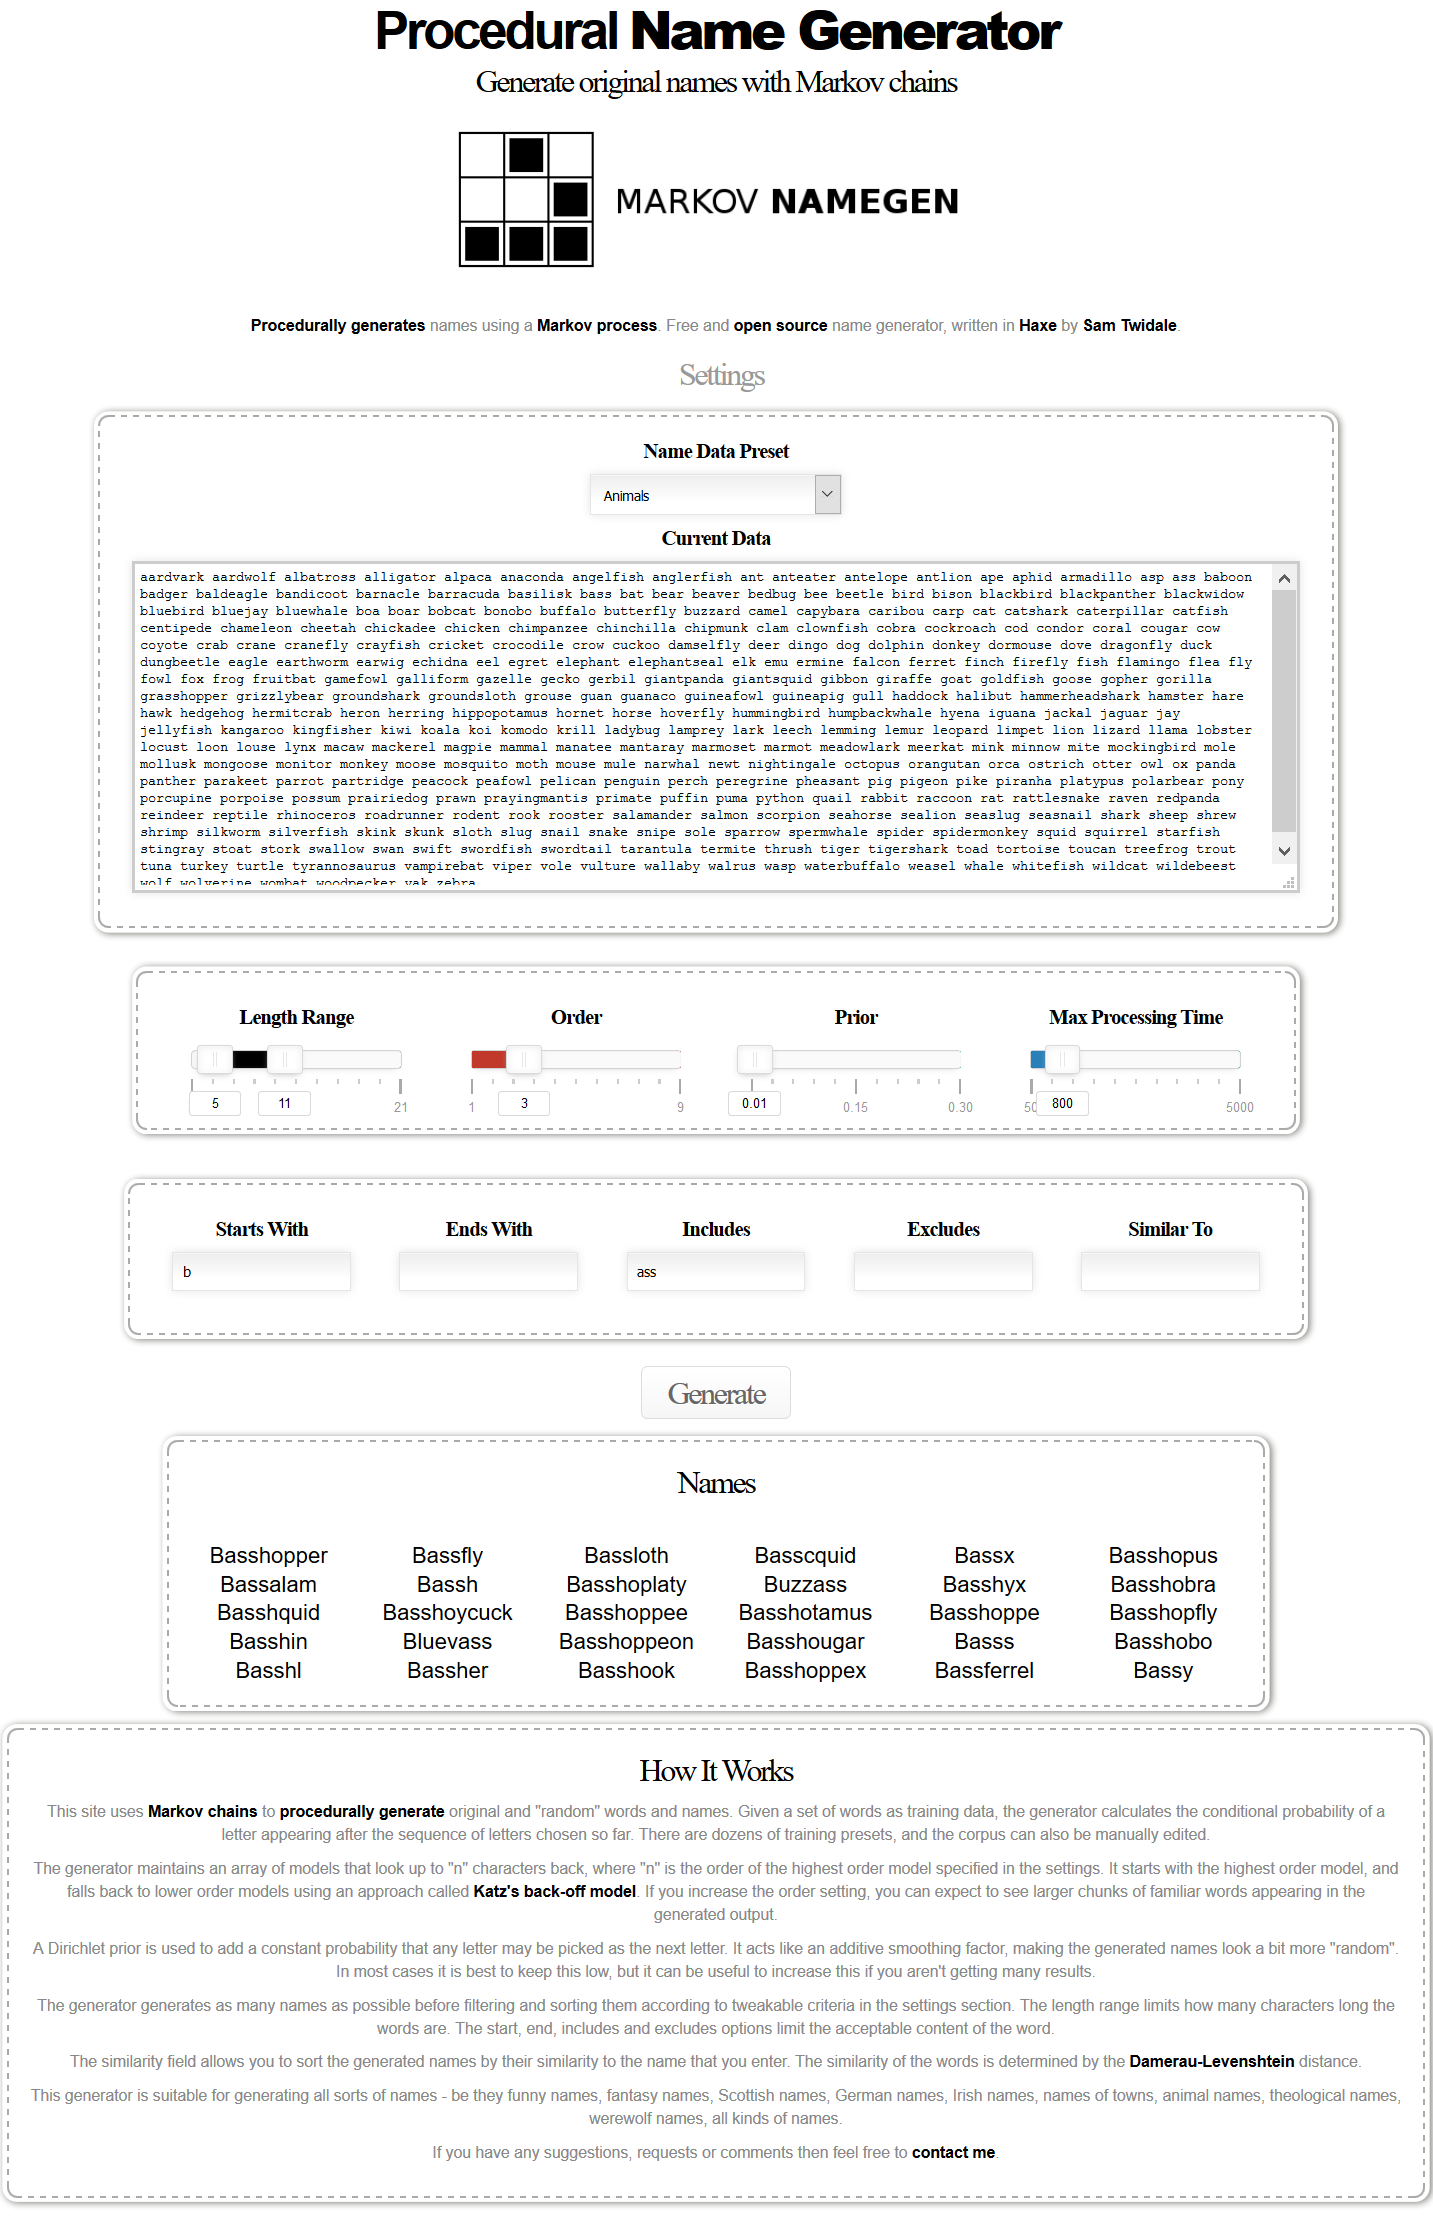 Procedural Name Generator
Generate original names with Markov chains
MARKOV NAMEGEN
Procedurally generates names using a Markov process. Free and open source name generator, written in Haxe by Sam Twidale.
Settings
Name Data Preset
Animals
Current Data
aardvark aardwolf albatross alligator alpaca anaconda angelfish anglerfish ant anteater antelope antlion ape aphid armadillo asp ass baboon
badger baldeagle bandicoot barnacle barracuda basilisk bass bat bear beaver bedbug bee beetle bird bison blackbird blackpanther blackwidow
bluebird bluejay bluewhale boa boar bobcat bonobo buffalo butterfly buzzard camel capybara caribou carp cat catshark caterpillar catfish
centipede chameleon cheetah chickadee chicken chimpanzee chinchilla chipmunk clam clownfish cobra cockroach cod condor coral cougar cow
coyote crab crane cranefly crayfish cricket crocodile crow cuckoo damselfly deer dingo dog dolphin donkey dormouse dove dragonfly duck
dungbeetle eagle earthworm earwig echidna eel egret elephant elephantseal elk emu ermine falcon ferret finch firefly fish flamingo flea fly
fowl fox frog fruitbat gamefowl galliform gazelle gecko gerbil giantpanda giantsquid gibbon giraffe goat goldfish goose gopher gorilla
grasshopper grizzlybear groundshark groundsloth grouse guan guanaco guineafowl guineapig gull haddock halibut hammerheadshark hamster hare
hawk hedgehog hermitcrab heron herring hippopotamus hornet horse hoverfly hummingbird humpbackwhale hyena iguana jackal jaguar jay
jellyfish kangaroo kingfisher kiwi koala koi komodo krill ladybug lamprey lark leech lemming lemur leopard limpet lion lizard llama lobster
locust loon louse lynx macaw mackerel magpie mammal manatee mantaray marmoset marmot meadowlark meerkat mink minnow mite mockingbird mole
mollusk mongoose monitor monkey moose mosquito moth mouse mule narwhal newt nightingale octopus orangutan orca ostrich otter owl ox panda
panther parakeet parrot partridge peacock peafowl pelican penguin perch peregrine pheasant pig pigeon pike piranha platypus polarbear pony
porcupine porpoise possum prairiedog prawn prayingmantis primate puffin puma python quail rabbit raccoon rat rattlesnake raven redpanda
reindeer reptile rhinoceros roadrunner rodent rook rooster salamander salmon scorpion seahorse sealion seaslug seasnail shark sheep shrew
shrimp silkworm silverfish skink skunk sloth slug snail snake snipe sole sparrow spermwhale spider spidermonkey squid squirrel starfish
stingray stoat stork swallow swan swift swordfish swordtail tarantula termite thrush tiger tigershark toad tortoise toucan treefrog trout
tuna turkey turtle tyrannosaurus vampirebat viper vole vulture wallaby walrus wasp waterbuffalo weasel whale whitefish wildcat wildebeest
wolf wolverine wombat woodpecker yak zebra
Length Range Order Prior Max Processing Time
5 11 21 1 3 9 0.01 0.15 0.30 50 800 5000
Starts With Ends With Includes Excludes Similar To
b ass
Generate
Names
Basshopper Bassfly Bassloth Basscquid Bassx Basshopus
Bassalam Bassh Basshoplaty Buzzass Basshyx Basshobra
Basshquid Basshoycuck Basshoppee Basshotamus Basshoppe Basshopfly
Basshin Bluevass Basshoppeon Basshougar Basss Basshobo
Basshl Bassher Basshook Basshoppex Bassferrel Bassy
How It Works
This site uses Markov chains to procedurally generate original and "random" words and names. Given a set of words as training data, the generator calculates the conditional probability of a
letter appearing after the sequence of letters chosen so far. There are dozens of training presets, and the corpus can also be manually edited.
The generator maintains an array of models that look up to "n" characters back, where "n" is the order of the highest order model specified in the settings. It starts with the highest order model, and
falls back to lower order models using an approach called Katz's back-off model. If you increase the order setting, you can expect to see larger chunks of familiar words appearing in the
generated output.
A Dirichlet prior is used to add a constant probability that any letter may be picked as the next letter. It acts like an additive smoothing factor, making the generated names look a bit more "random".
In most cases it is best to keep this low, but it can be useful to increase this if you aren't getting many results.
The generator generates as many names as possible before filtering and sorting them according to tweakable criteria in the settings section. The length range limits how many characters long the
words are. The start, end, includes and excludes options limit the acceptable content of the word.
The similarity field allows you to sort the generated names by their similarity to the name that you enter. The similarity of the words is determined by the Damerau-Levenshtein distance.
This generator is suitable for generating all sorts of names - be they funny names, fantasy names, Scottish names, German names, Irish names, names of towns, animal names, theological names,
werewolf names, all kinds of names.
If you have any suggestions, requests or comments then feel free to contact me.